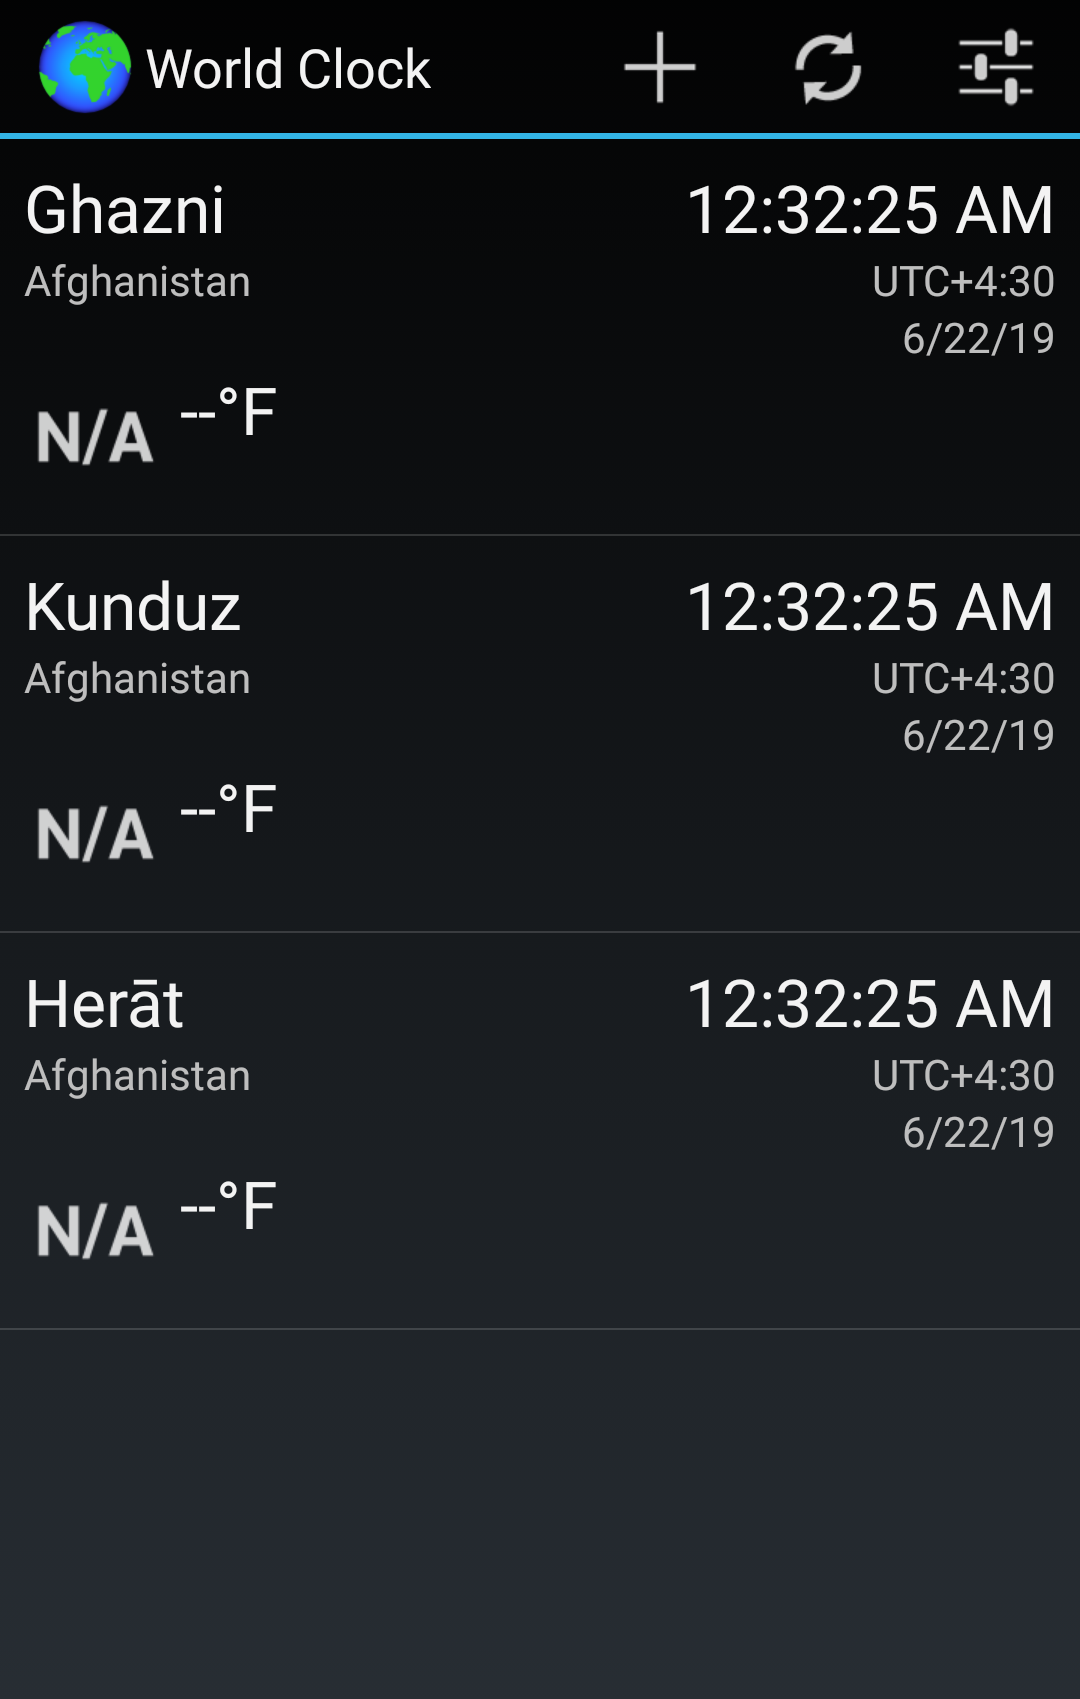 World Clock
Ghazni 12:32:25 AM
Afghanistan UTC+4:30
6/22/19
N/A --°F
Kunduz 12:32:25 AM
Afghanistan UTC+4:30
6/22/19
N/A --°F
Herāt 12:32:25 AM
Afghanistan UTC+4:30
6/22/19
N/A --°F